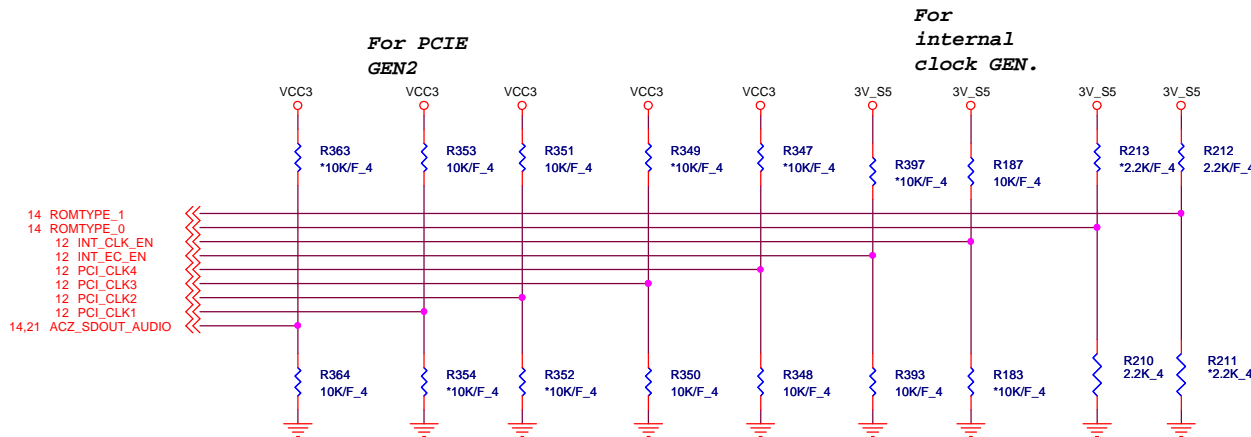 For PCIE
GEN2
For
internal
clock GEN.
VCC3
VCC3
VCC3
VCC3
VCC3
3V_S5
3V_S5
3V_S5
3V_S5
R363
*10K/F_4
R353
10K/F_4
R351
10K/F_4
R349
*10K/F_4
R347
*10K/F_4
R397
*10K/F_4
R187
10K/F_4
R213
*2.2K/F_4
R212
2.2K/F_4
14 ROMTYPE_1
14 ROMTYPE_0
12 INT_CLK_EN
12 INT_EC_EN
12 PCI_CLK4
12 PCI_CLK3
12 PCI_CLK2
12 PCI_CLK1
14,21 ACZ_SDOUT_AUDIO
R364
10K/F_4
R354
*10K/F_4
R352
*10K/F_4
R350
10K/F_4
R348
10K/F_4
R393
10K/F_4
R183
*10K/F_4
R210
2.2K_4
R211
*2.2K_4